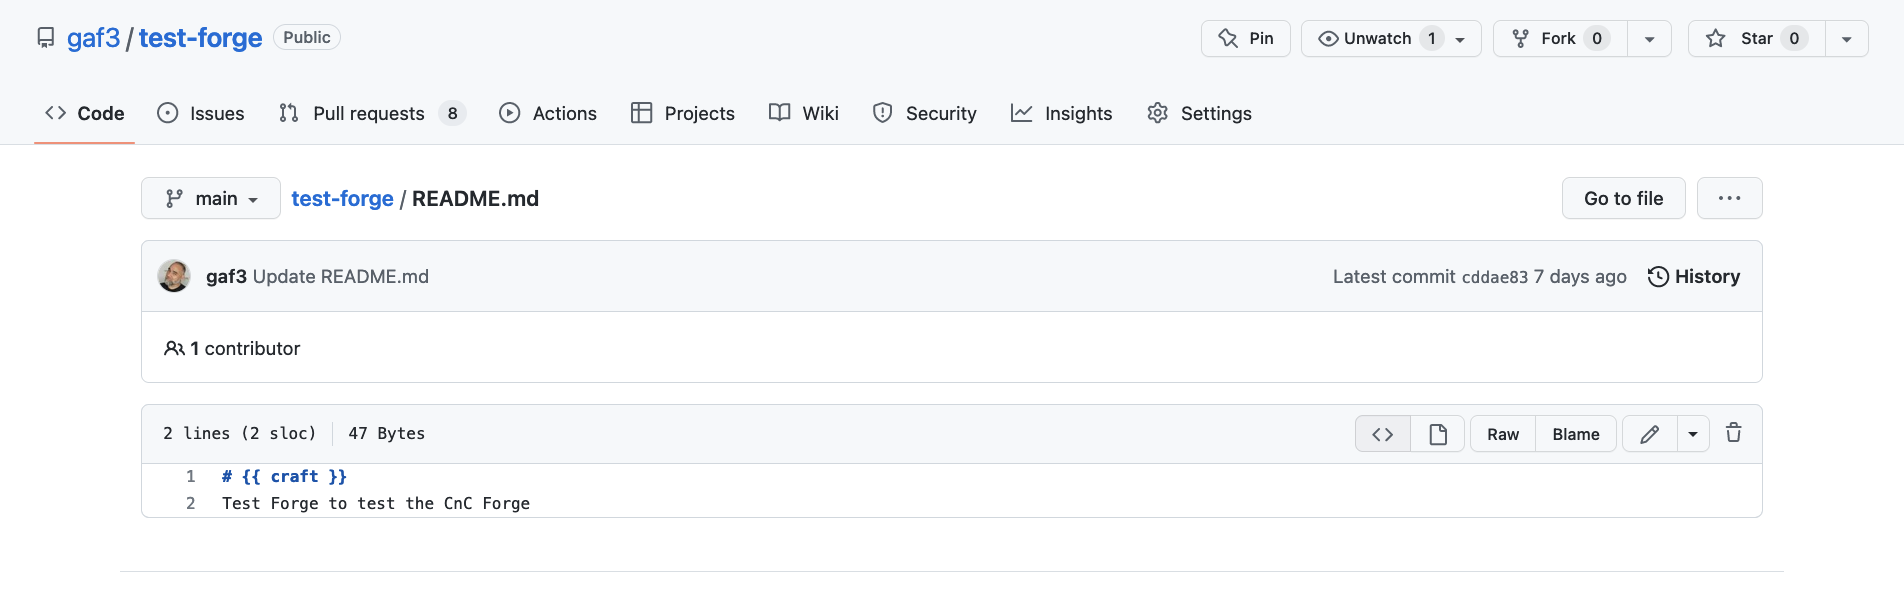 gaf3 / test-forge Public Pin Unwatch 1 Fork 0 Star 0
Code Issues Pull requests 8 Actions Projects Wiki Security Insights Settings
main test-forge / README.md Go to file ...
gaf3 Update README.md Latest commit cddae83 7 days ago History
1 contributor
2 lines (2 sloc) 47 Bytes <> Raw Blame
1 # {{ craft }}
2 Test Forge to test the CnC Forge